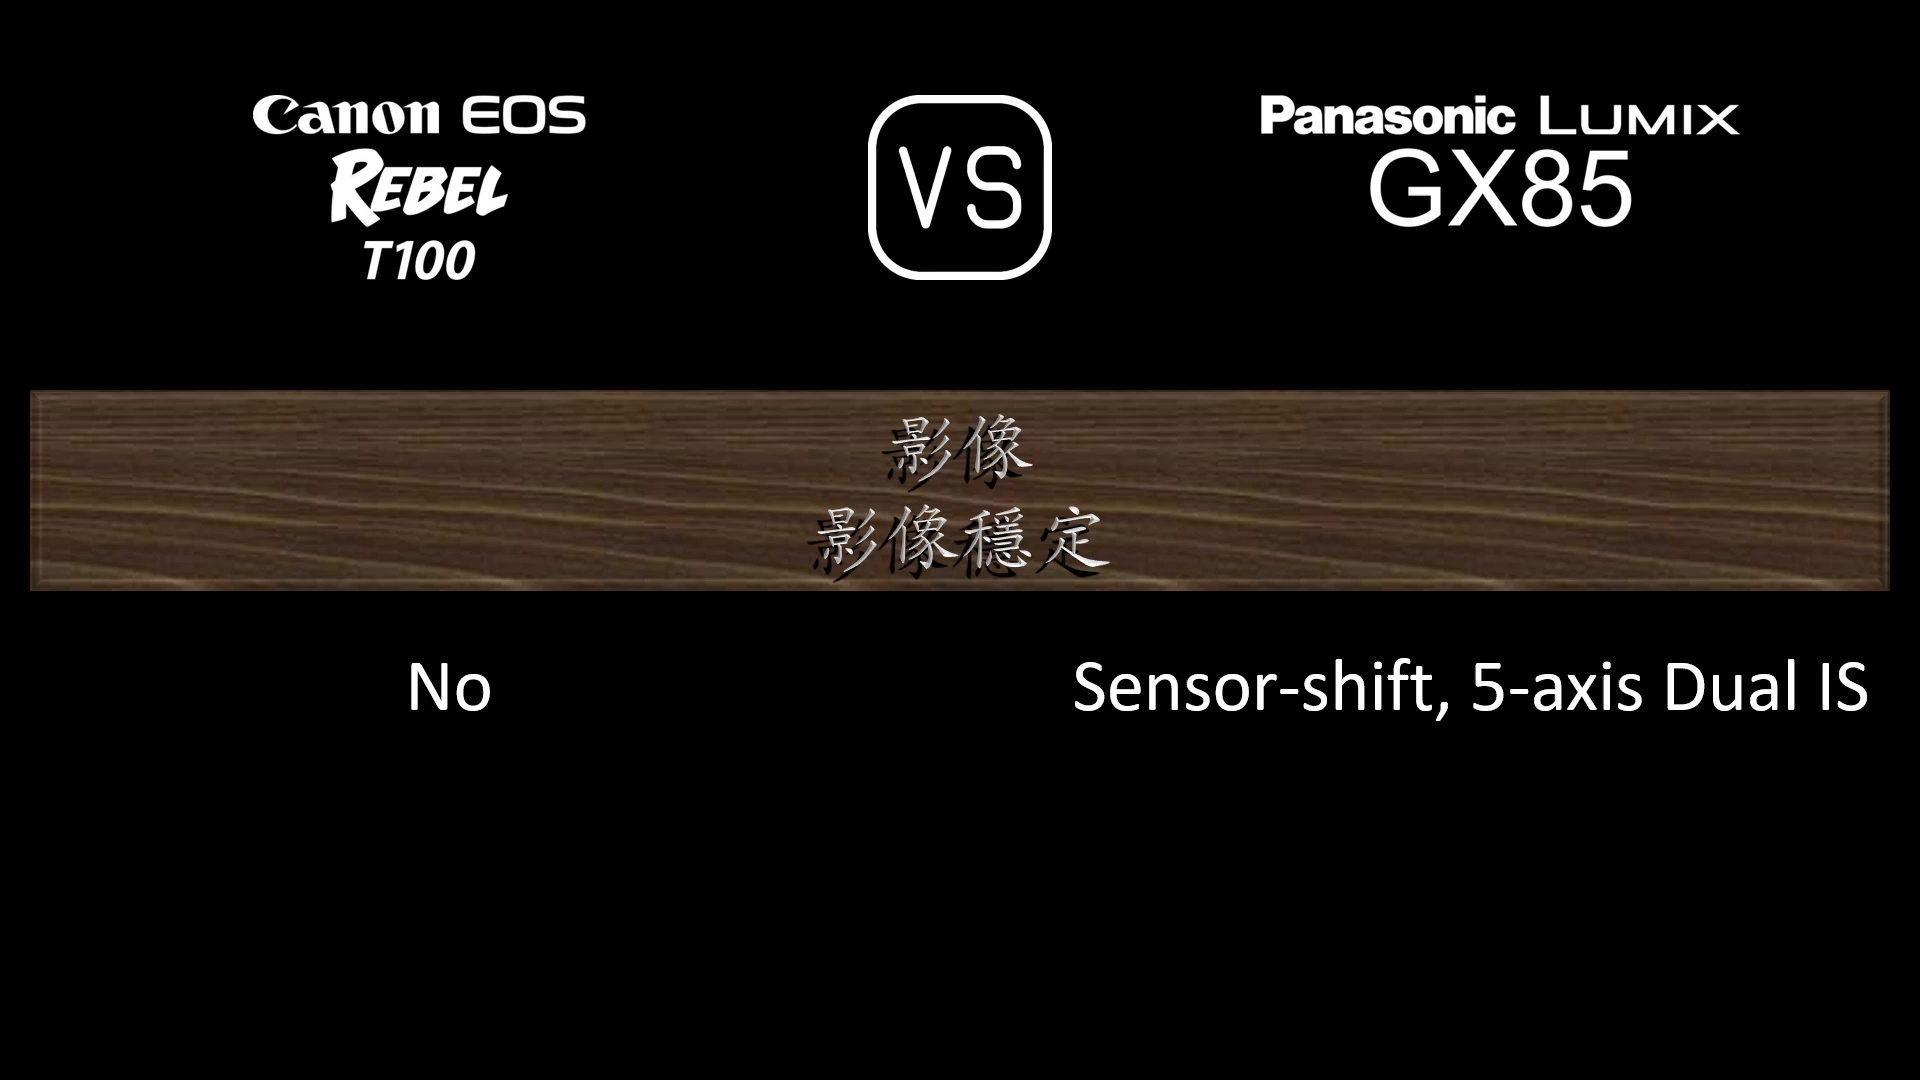 Canon EOS
REBEL
T100
VS
Panasonic LUMIX
GX85
影像
影像穩定
No
Sensor-shift, 5-axis Dual IS